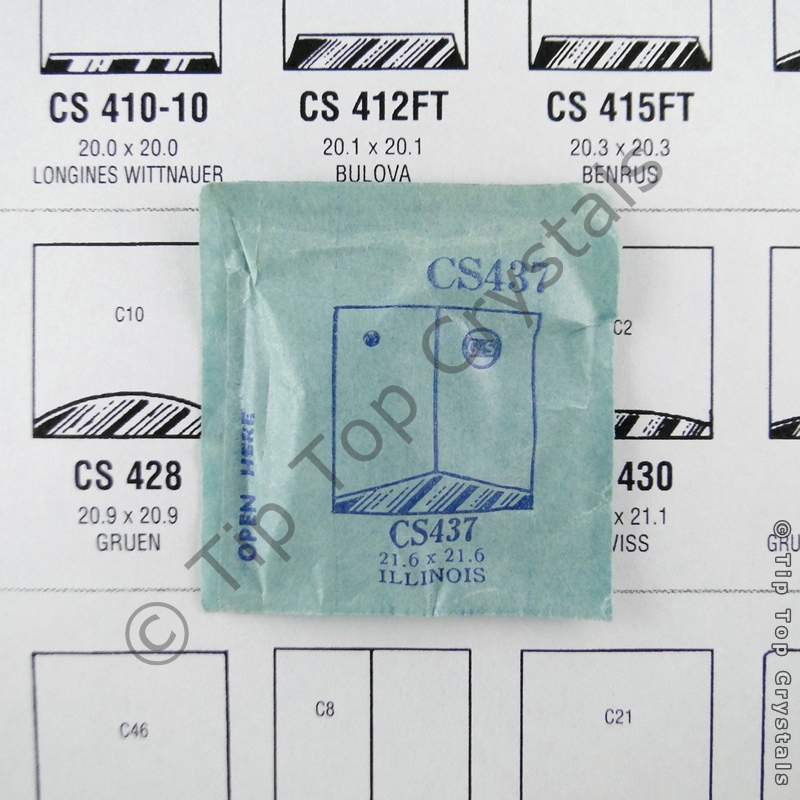 CS 410-10
20.0 x 20.0
LONGINES WITTNAUER
CS 412FT
20.1 x 20.1
BULOVA
CS 415FT
20.3 x 20.3
BENRUS
C10
CS 428
20.9 x 20.9
GRUEN
CS437
GS
OPEN HERE
CS437
21.6 x 21.6
ILLINOIS
C2
430
x 21.1
GRU
C46
C8
C21
© Tip Top Crystals
©Tip Top Crystals